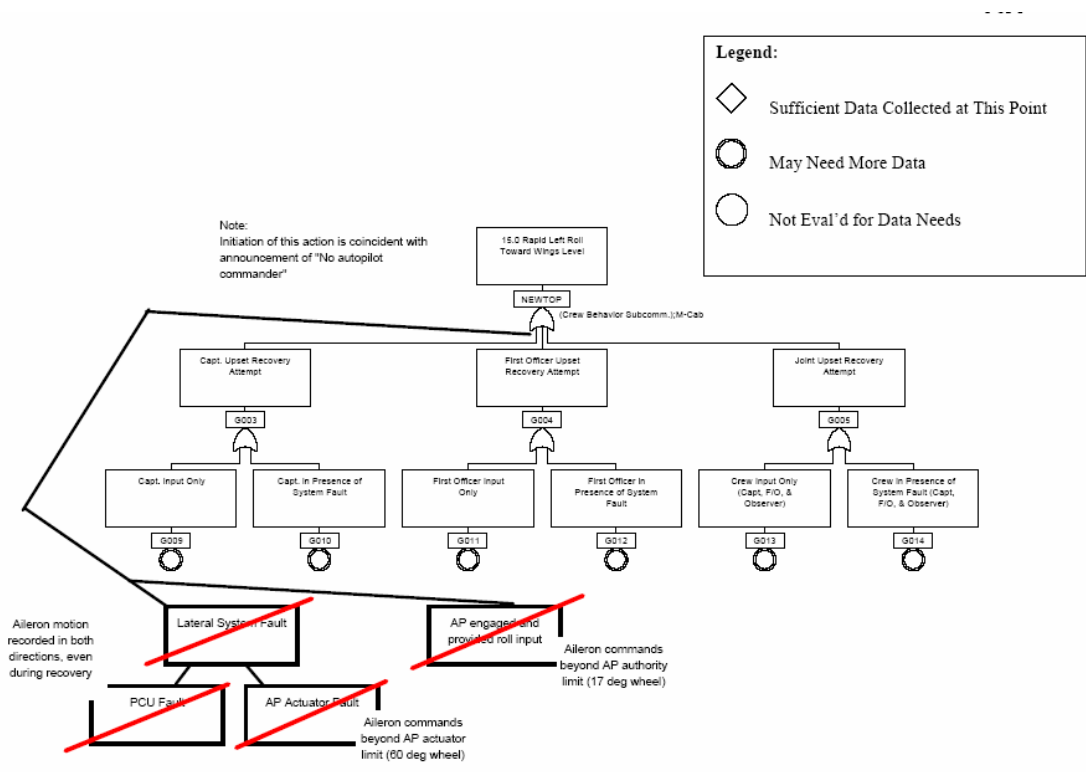 Legend:
Sufficient Data Collected at This Point
May Need More Data
Not Eval'd for Data Needs
Note:
Initiation of this action is coincident with
announcement of "No autopilot
commander"
15.0 Rapid Left Roll
Toward Wings Level
NEWTOP
(Crew Behavior Subcomm.);M-Cab
Capt. Upset Recovery
Attempt
First Officer Upset
Recovery Attempt
Joint Upset Recovery
Attempt
G003
G004
G005
Capt. Input Only
Capt. In Presence of
System Fault
First Officer Input
Only
First Officer in
Presence of System
Fault
Crew Input Only
(Capt, F/O, &
Observer)
Crew in Presence of
System Fault (Capt,
F/O, & Observer)
G009
G010
G011
G012
G013
G014
Aileron motion
recorded in both
directions, even
during recovery
Lateral System Fault
AP engaged and
provided roll input
Aileron commands
beyond AP authority
limit (17 deg wheel)
PCU Fault
AP Actuator Fault
Aileron commands
beyond AP actuator
limit (60 deg wheel)